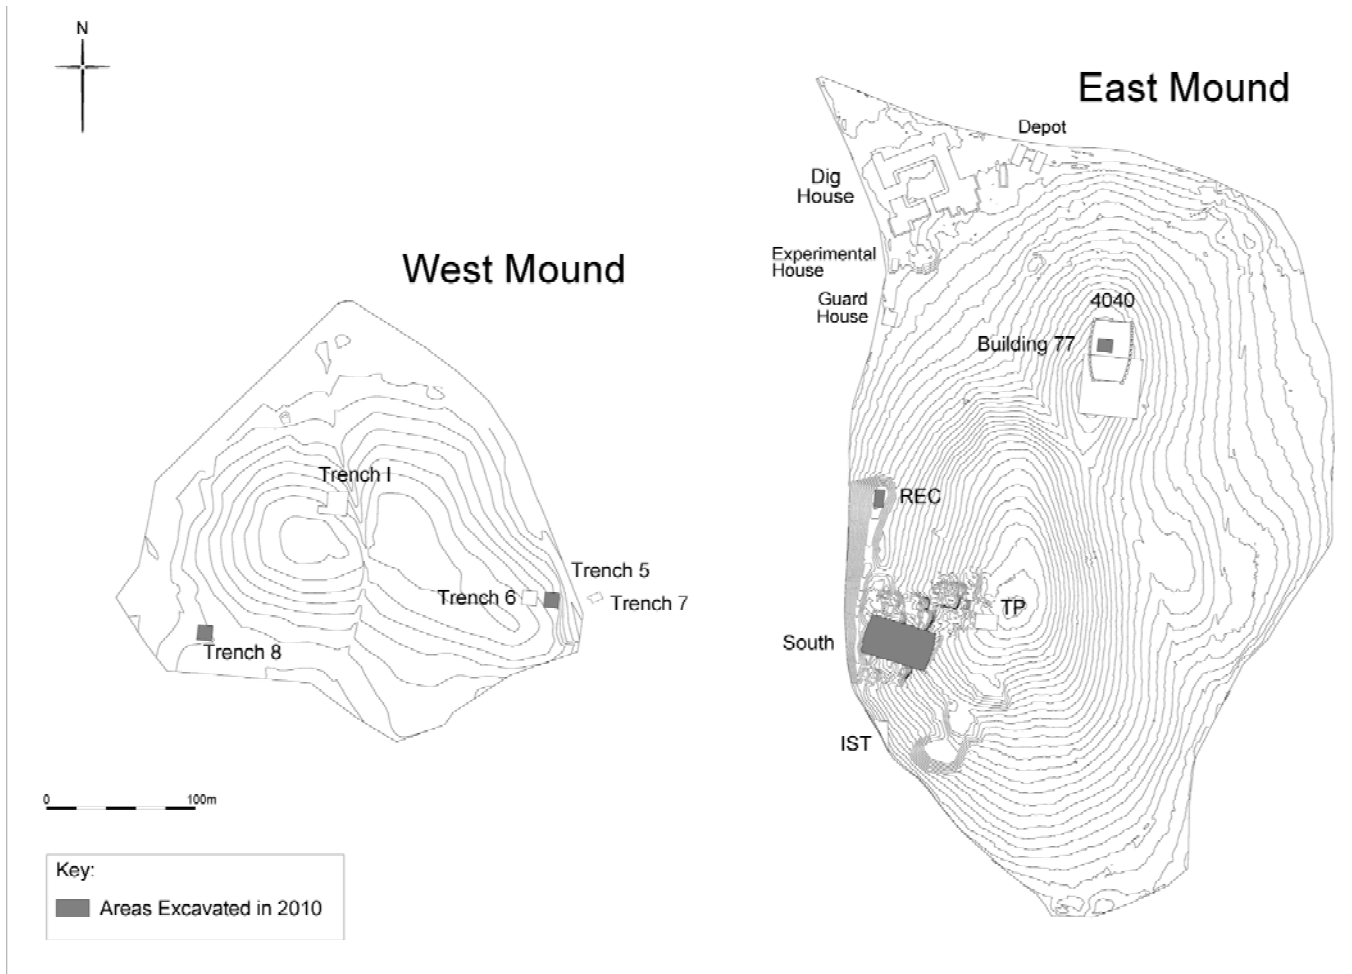 N
East Mound
Depot
Dig
House
Experimental
House
Guard
House
4040
Building 77
West Mound
Trench I
REC
Trench 5
Trench 6
Trench 7
TP
South
Trench 8
IST
0
100m
Key:
Areas Excavated in 2010